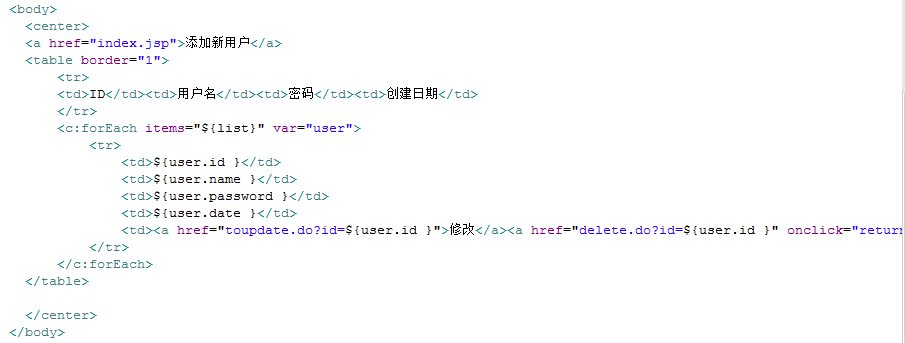 <body>
<center>
<a href="index.jsp">添加新用户</a>
<table border="1">
<tr>
<td>ID</td><td>用户名</td><td>密码</td><td>创建日期</td>
</tr>
<c:forEach items="${list}" var="user">
<tr>
<td>${user.id }</td>
<td>${user.name }</td>
<td>${user.password }</td>
<td>${user.date }</td>
<td><a href="toupdate.do?id=${user.id }">修改</a><a href="delete.do?id=${user.id }" onclick="return
</tr>
</c:forEach>
</table>
</center>
</body>